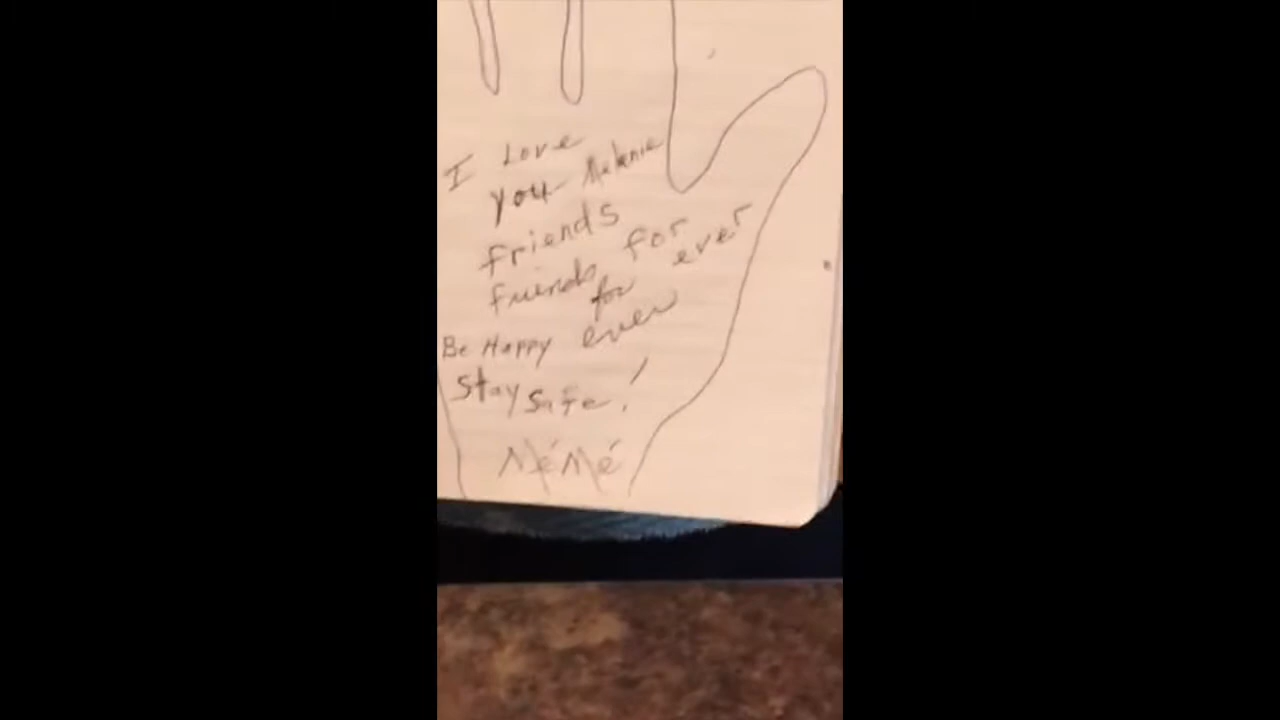 I Love
you Melanie
friends
friends for ever
for
Be Happy ever
Stay Safe!
MéMé